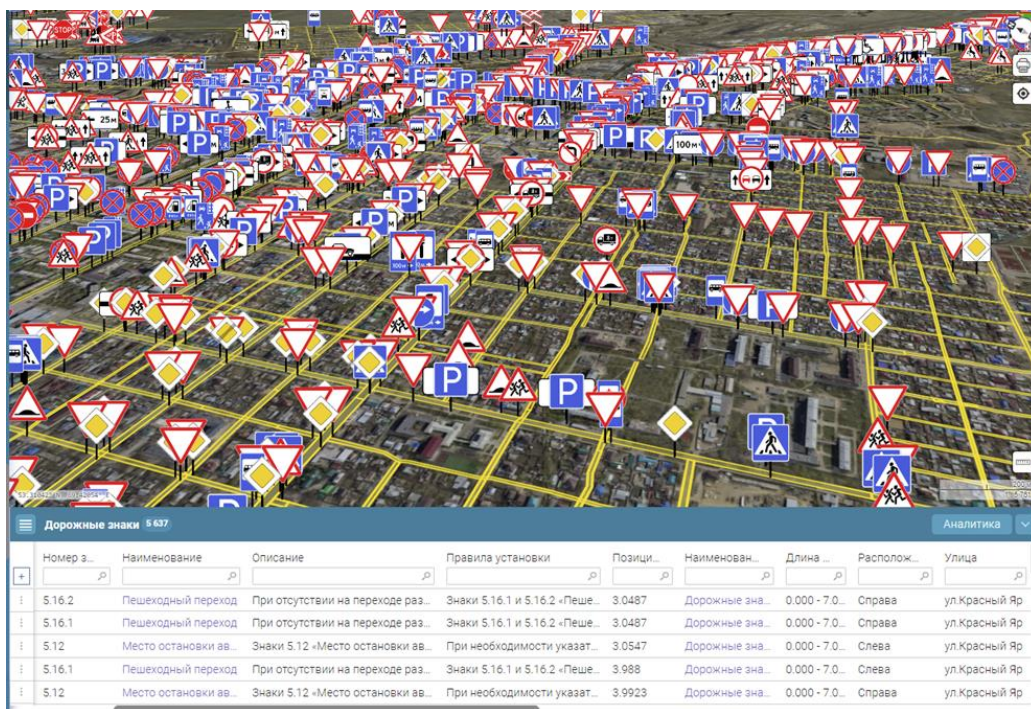 STOP
25 м
P
P м
100 м
P
P
P
200
Дорожные знаки 5 637
Аналитика
Номер з...
Наименование
Описание
Правила установки
Позици...
Наименован...
Длина ...
Располож...
Улица
5.16.2 Пешеходный переход При отсутствии на переходе раз... Знаки 5.16.1 и 5.16.2 «Пеше... 3.0487 Дорожные зна... 0.000 - 7.0... Справа ул.Красный Яр
5.16.1 Пешеходный переход При отсутствии на переходе раз... Знаки 5.16.1 и 5.16.2 «Пеше... 3.0487 Дорожные зна... 0.000 - 7.0... Справа ул.Красный Яр
5.12 Место остановки ав... Знаки 5.12 «Место остановки ав... При необходимости указат... 3.0547 Дорожные зна... 0.000 - 7.0... Слева ул.Красный Яр
5.16.1 Пешеходный переход При отсутствии на переходе раз... Знаки 5.16.1 и 5.16.2 «Пеше... 3.988 Дорожные зна... 0.000 - 7.0... Слева ул.Красный Яр
5.12 Место остановки ав... Знаки 5.12 «Место остановки ав... При необходимости указат... 3.9923 Дорожные зна... 0.000 - 7.0... Справа ул.Красный Яр